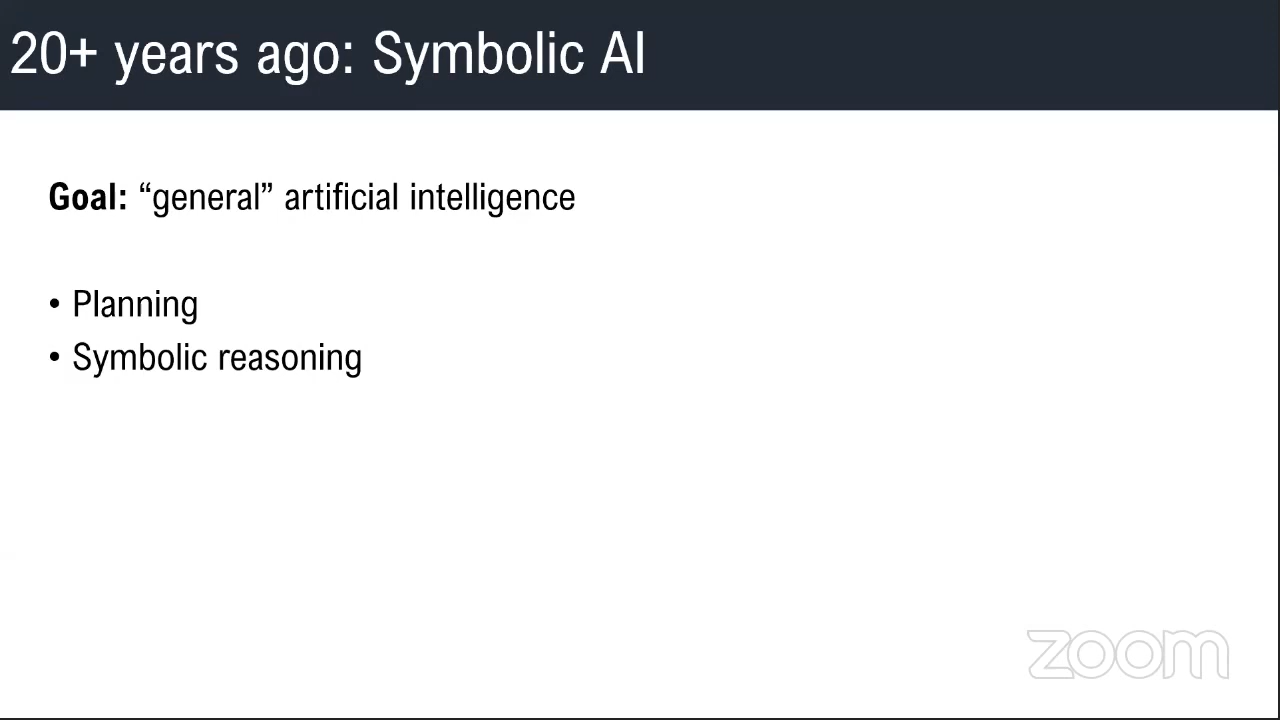 20+ years ago: Symbolic AI
Goal: “general” artificial intelligence
• Planning
• Symbolic reasoning
zoom